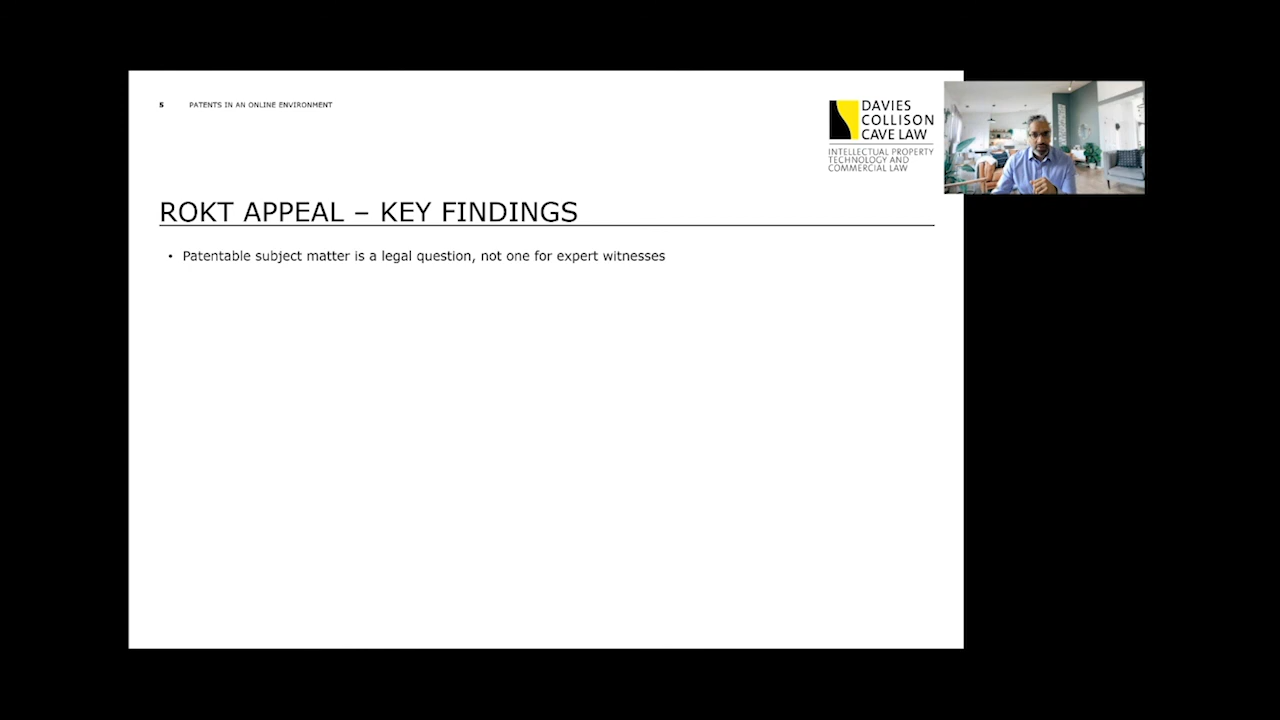 5 PATENTS IN AN ONLINE ENVIRONMENT
DAVIES
COLLISON
CAVE LAW
INTELLECTUAL PROPERTY
TECHNOLOGY AND
COMMERCIAL LAW
ROKT APPEAL – KEY FINDINGS
• Patentable subject matter is a legal question, not one for expert witnesses